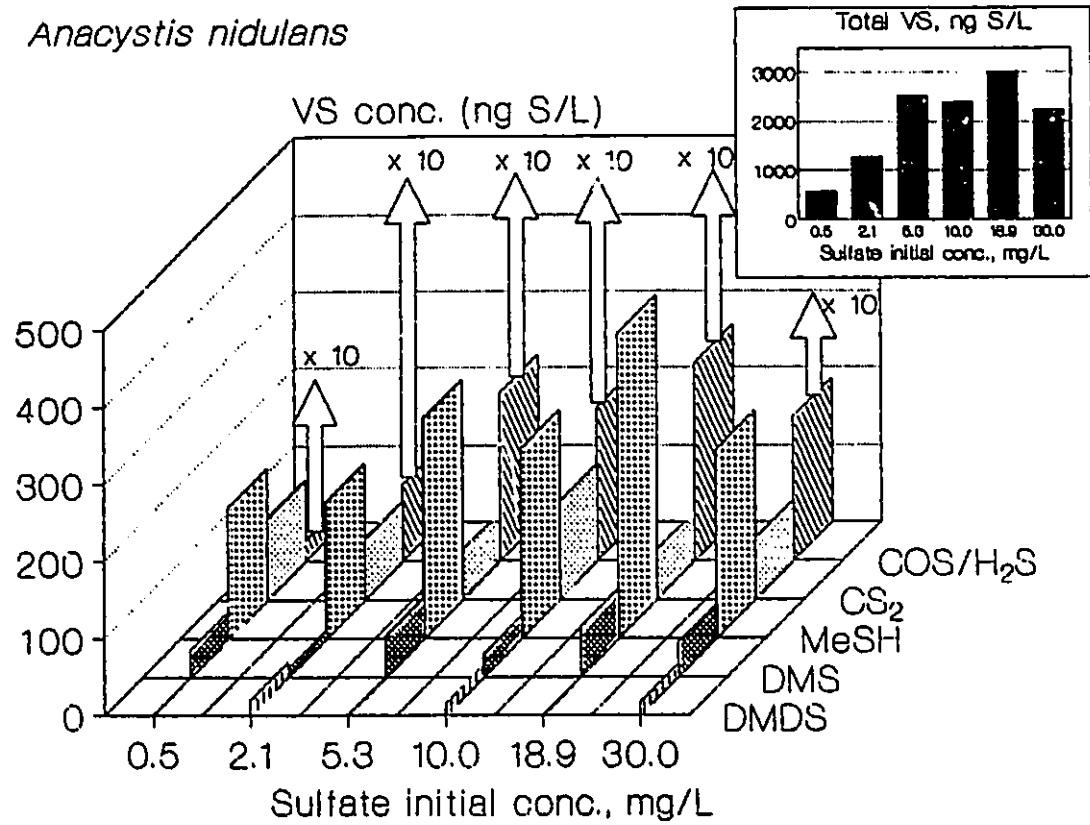 Anacystis nidulans
Total VS, ng S/L
3000
2000
1000
0
0.5 2.1 5.3 10.0 18.9 30.0
Sulfate initial conc., mg/L
VS conc. (ng S/L)
x 10
x 10
x 10
x 10
x 10
x 10
500
400
300
200
100
0
COS/H₂S
CS₂
MeSH
DMS
DMDS
0.5 2.1 5.3 10.0 18.9 30.0
Sulfate initial conc., mg/L